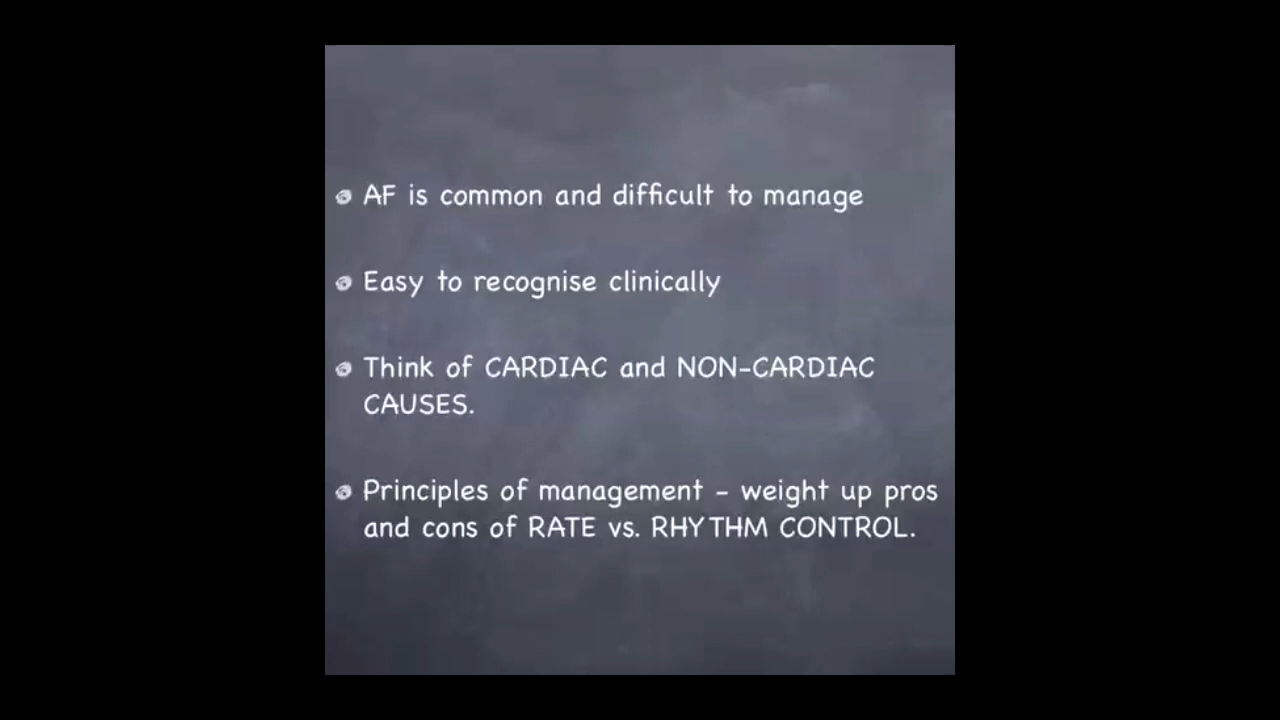 AF is common and difficult to manage
Easy to recognise clinically
Think of CARDIAC and NON-CARDIAC
CAUSES.
Principles of management - weight up pros
and cons of RATE vs. RHYTHM CONTROL.